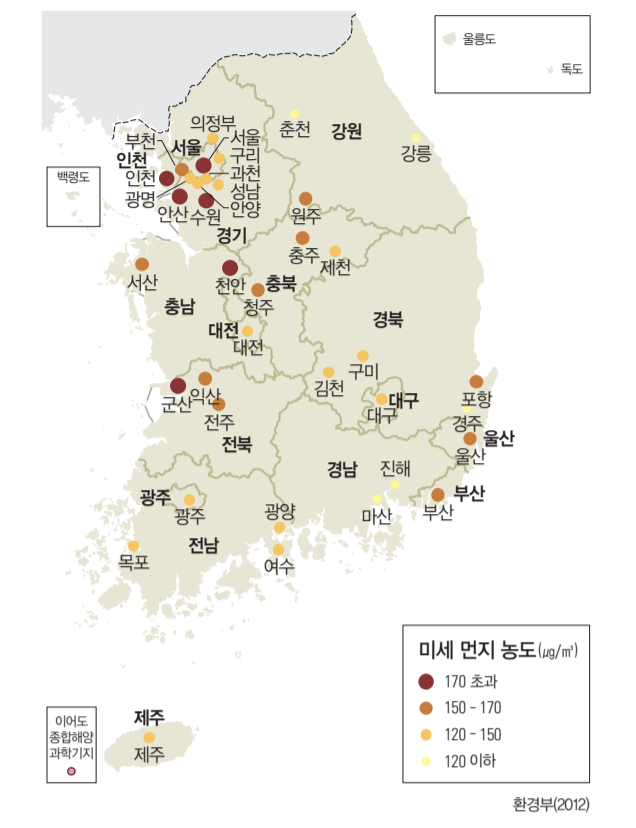 울릉도
독도
의정부
부천
서울
서울
구리
인천
인천
과천
성남
광명
안양
안산
수원
경기
백령도
춘천
강원
강릉
원주
충주
제천
서산
천안
충북
청주
충남
대전
대전
경북
구미
김천
대구
대구
포항
경주
울산
울산
군산
익산
전주
전북
경남
진해
마산
부산
부산
광주
광주
광양
전남
목포
여수
미세 먼지 농도(㎍/㎥)
170 초과
150 - 170
120 - 150
120 이하
이어도
종합해양
과학기지
제주
제주
환경부(2012)